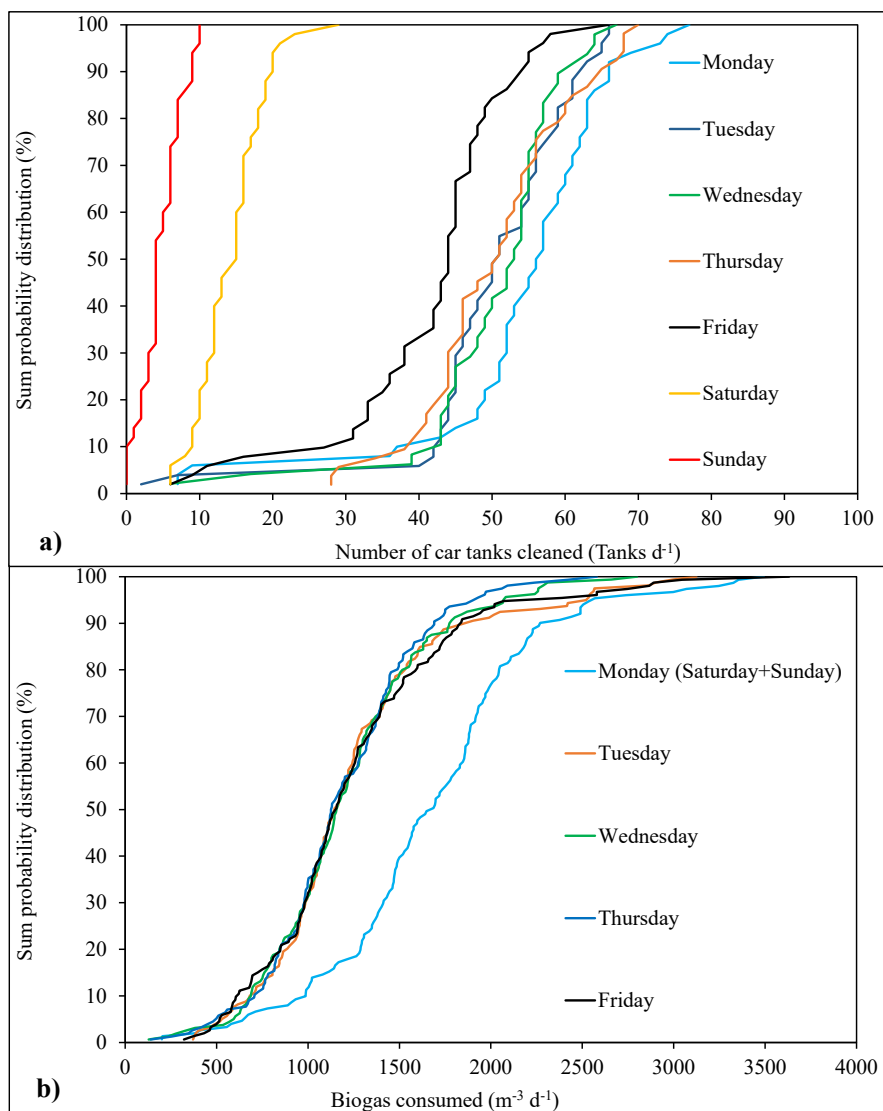 100
90
80
70
60
50
40
30
20
10
0
Sum probability distribution (%)
Monday
Tuesday
Wednesday
Thursday
Friday
Saturday
Sunday
0 10 20 30 40 50 60 70 80 90 100
a)
Number of car tanks cleaned (Tanks d-1)
100
90
80
70
60
50
40
30
20
10
0
Sum probability distribution (%)
Monday (Saturday+Sunday)
Tuesday
Wednesday
Thursday
Friday
0 500 1000 1500 2000 2500 3000 3500 4000
b)
Biogas consumed (m-3 d-1)